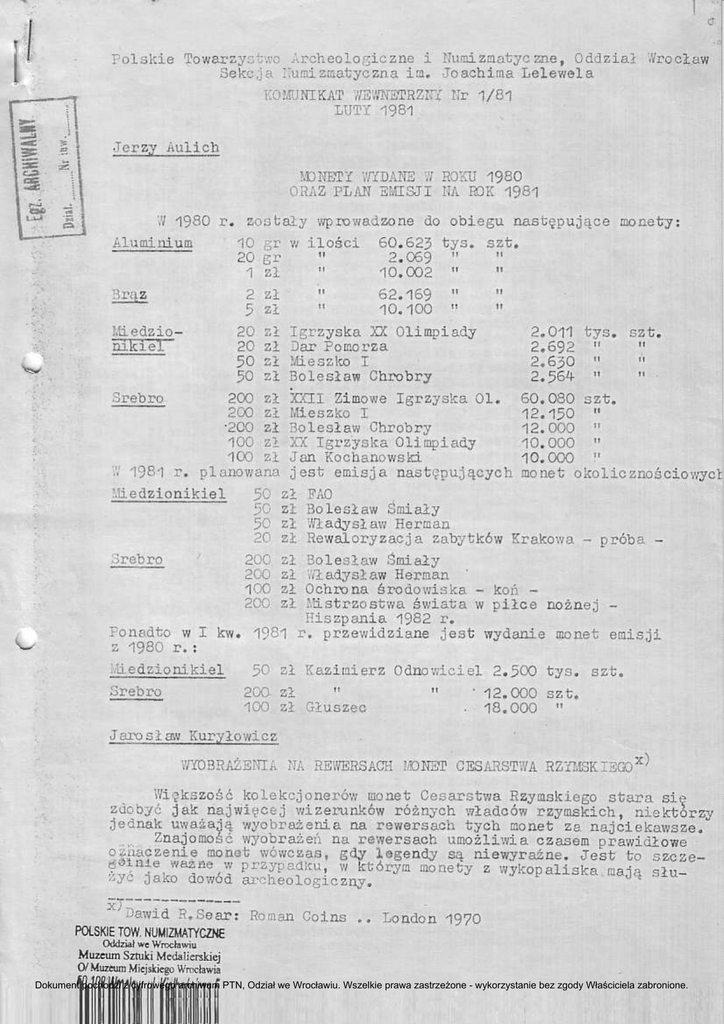 Polskie Towarzystwo Archeologiczne i Numizmatyczne, Oddział Wrocław
Sekcja Numizmatyczna im. Joachima Lelewela
KOMUNIKAT WEWNETRZNY Nr 1/81
LUTY 1981
Egz. ARCHIWALNY
Dział. Nr inw.
Jerzy Aulich
MONETY WYDANE W ROKU 1980
ORAZ PLAN EMISJI NA ROK 1981
W 1980 r. zostały wprowadzone do obiegu następujące monety:
Aluminium 10 gr w ilości 60.623 tys. szt.
20 gr " 2.069 " "
1 zł " 10.002 " "
Brąz 2 zł " 62.169 " "
5 zł " 10.100 " "
Miedzio- 20 zł Igrzyska XX Olimpiady 2.011 tys. szt.
nikiel 20 zł Dar Pomorza 2.692 " "
50 zł Mieszko I 2.630 " "
50 zł Bolesław Chrobry 2.564 " "
Srebro 200 zł XXII Zimowe Igrzyska Ol. 60.080 szt.
200 zł Mieszko I 12.150 "
200 zł Bolesław Chrobry 12.000 "
100 zł XX Igrzyska Olimpiady 10.000 "
100 zł Jan Kochanowski 10.000 "
W 1981 r. planowana jest emisja następujących monet okolicznościowych
Miedzionikiel 50 zł FAO
50 zł Bolesław Śmiały
50 zł Władysław Herman
20 zł Rewaloryzacja zabytków Krakowa - próba -
Srebro 200 zł Bolesław Śmiały
200 zł Władysław Herman
100 zł Ochrona środowiska - koń -
200 zł Mistrzostwa świata w piłce nożnej -
Hiszpania 1982 r.
Ponadto w I kw. 1981 r. przewidziane jest wydanie monet emisji
z 1980 r.:
Miedzionikiel 50 zł Kazimierz Odnowiciel 2.500 tys. szt.
Srebro 200 zł " " 12.000 szt.
100 zł Głuszec 18.000 "
Jarosław Kuryłowicz
WYOBRAŻENIA NA REWERSACH MONET CESARSTWA RZYMSKIEGO x)
Większość kolekcjonerów monet Cesarstwa Rzymskiego stara się
zdobyć jak najwięcej wizerunków różnych władców rzymskich, niektórzy
jednak uważają wyobrażenia na rewersach tych monet za najciekawsze.
Znajomość wyobrażeń na rewersach umożliwia czasem prawidłowe
oznaczenie monet wówczas, gdy legendy są niewyraźne. Jest to szcze-
gólnie ważne w przypadku, w którym monety z wykopaliska mają słu-
żyć jako dowód archeologiczny.
x) Dawid R.Sear: Roman Coins .. London 1970
POLSKIE TOW. NUMIZMATYCZNE
Oddział we Wrocławiu
Muzeum Sztuki Medalierskiej
O/ Muzeum Miejskiego Wrocławia
Dokument pochodzi z cyfrowego archiwum PTN, Odział we Wrocławiu. Wszelkie prawa zastrzeżone - wykorzystanie bez zgody Właściciela zabronione.